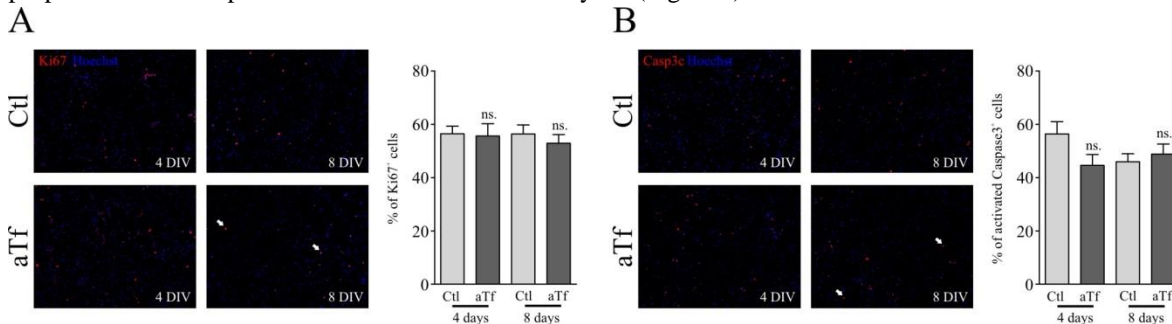 A
B
Ki67 Hoechst
Ctl
4 DIV
8 DIV
aTf
4 DIV
8 DIV
80
60
40
20
0
% of Ki67+ cells
ns.
ns.
Ctl aTf Ctl aTf
4 days 8 days
Casp3c Hoechst
Ctl
4 DIV
8 DIV
aTf
4 DIV
8 DIV
80
60
40
20
0
% of activated Caspase3+ cells
ns.
ns.
Ctl aTf Ctl aTf
4 days 8 days